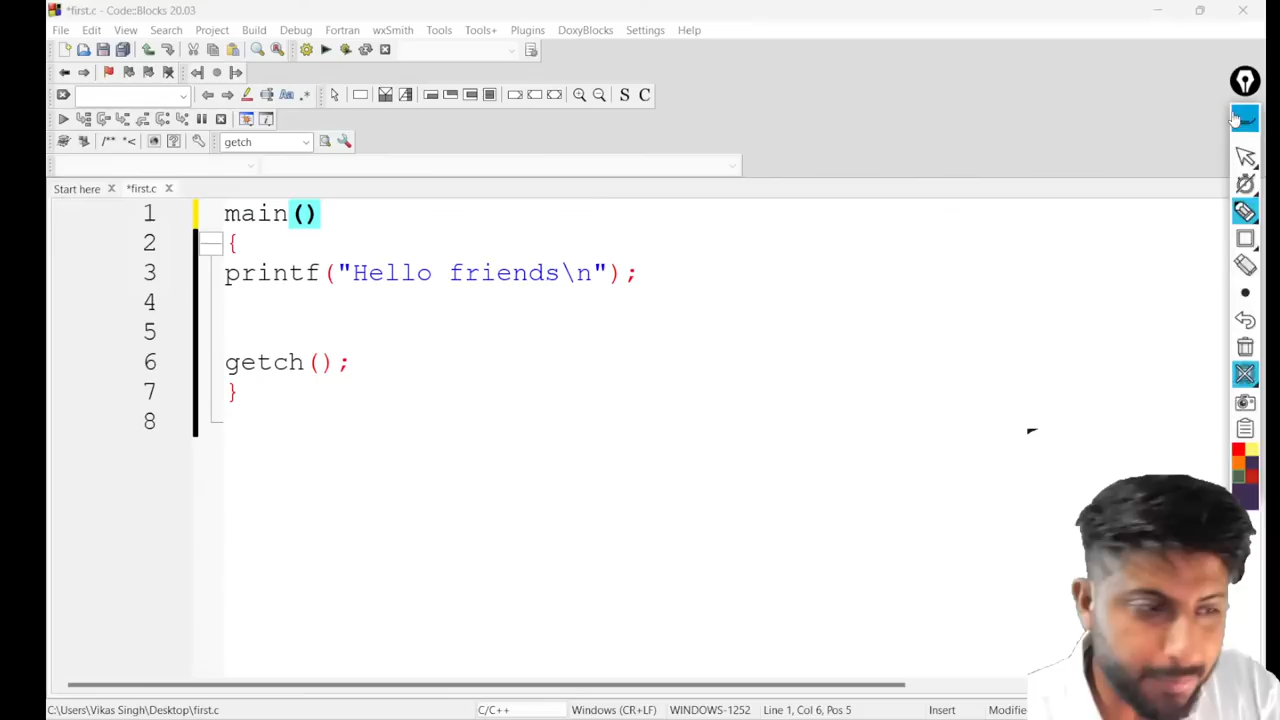 *first.c - Code::Blocks 20.03
File Edit View Search Project Build Debug Fortran wxSmith Tools Tools+ Plugins DoxyBlocks Settings Help
S C
/** *<
getch
Start here *first.c
1 main()
2 {
3 printf("Hello friends\n");
4
5
6 getch();
7 }
8
C:\Users\Vikas Singh\Desktop\first.c C/C++ Windows (CR+LF) WINDOWS-1252 Line 1, Col 6, Pos 5 Insert Modifie